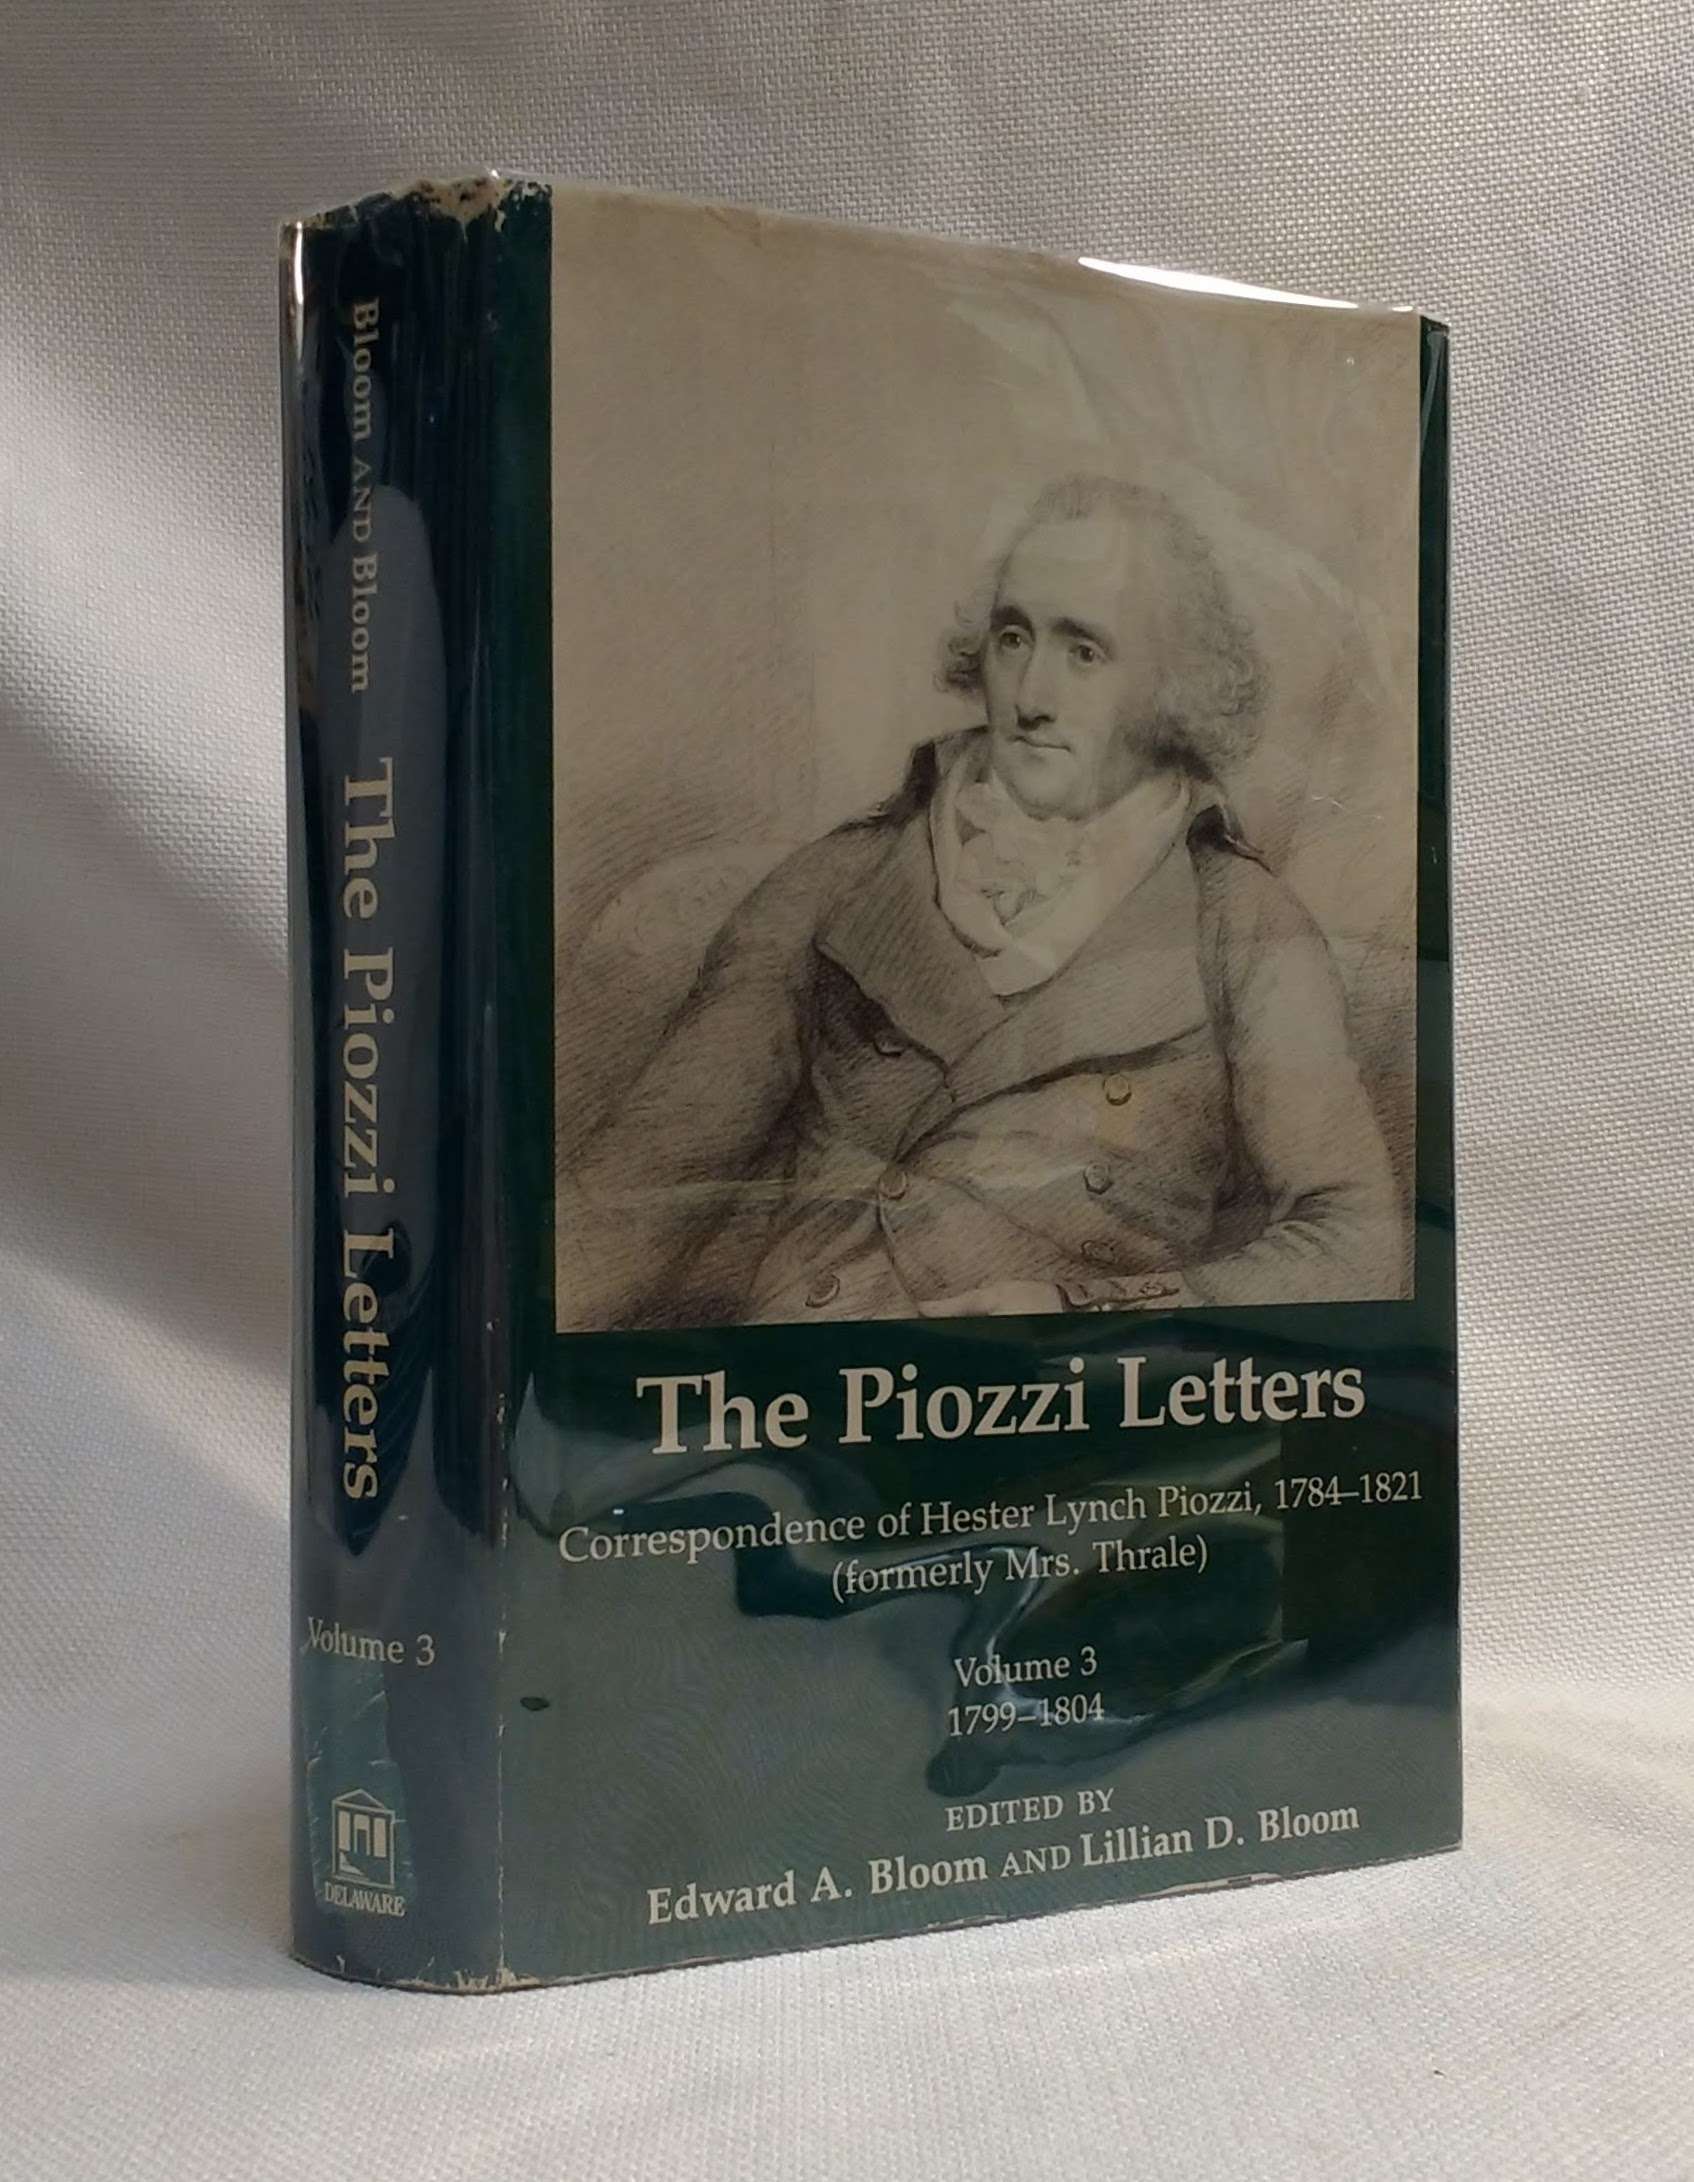 Bloom AND Bloom The Piozzi Letters
Volume 3
DELAWARE
The Piozzi Letters
Correspondence of Hester Lynch Piozzi, 1784–1821
(formerly Mrs. Thrale)
Volume 3
1799–1804
EDITED BY
Edward A. Bloom AND Lillian D. Bloom